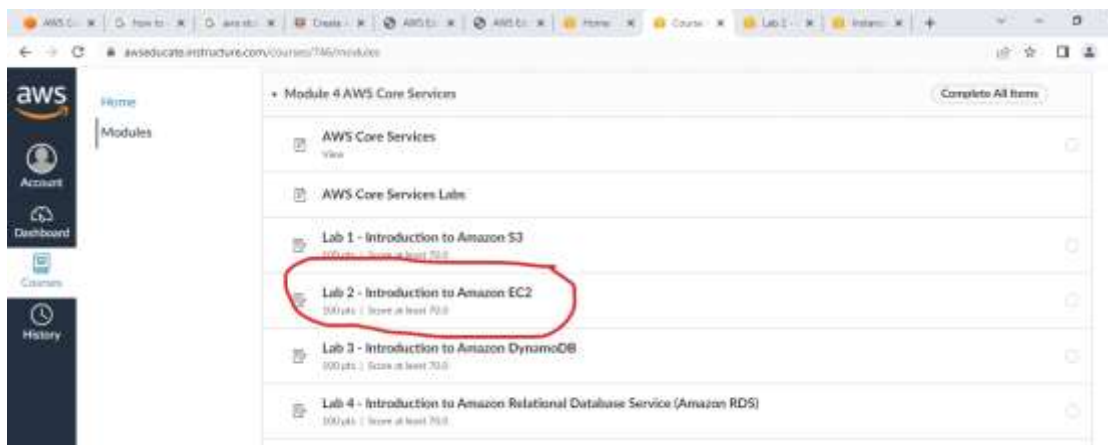 Home
Course
Lab 2 -
awseducate.instructure.com/courses/746/modules
aws
Account
Dashboard
Courses
History
Home
Modules
Module 4 AWS Core Services
Complete All Items
AWS Core Services
View
AWS Core Services Labs
Lab 1 - Introduction to Amazon S3
100 pts | Score at least 70.0
Lab 2 - Introduction to Amazon EC2
100 pts | Score at least 70.0
Lab 3 - Introduction to Amazon DynamoDB
100 pts | Score at least 70.0
Lab 4 - Introduction to Amazon Relational Database Service (Amazon RDS)
100 pts | Score at least 70.0